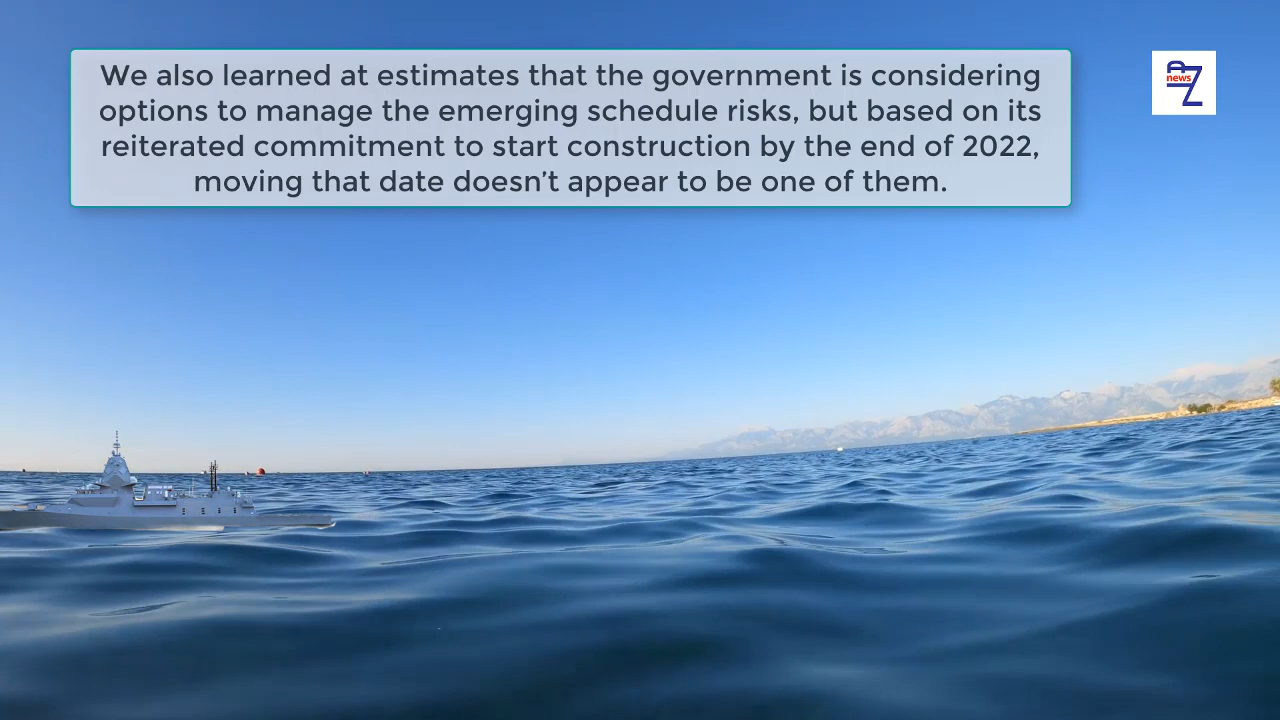 We also learned at estimates that the government is considering
options to manage the emerging schedule risks, but based on its
reiterated commitment to start construction by the end of 2022,
moving that date doesn’t appear to be one of them.
A
news
Z